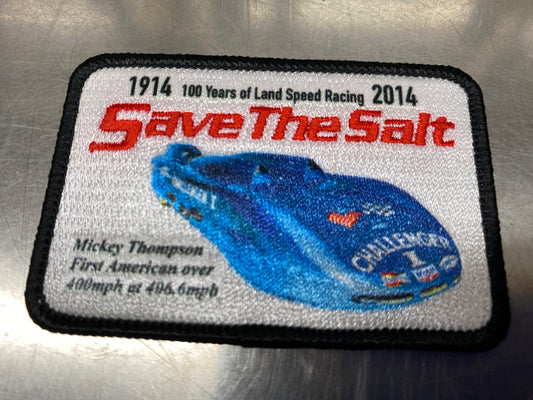 1914 100 Years of Land Speed Racing 2014
Save The Salt
CHALLENGER
I
Mickey Thompson
First American over
400mph at 406.6mph